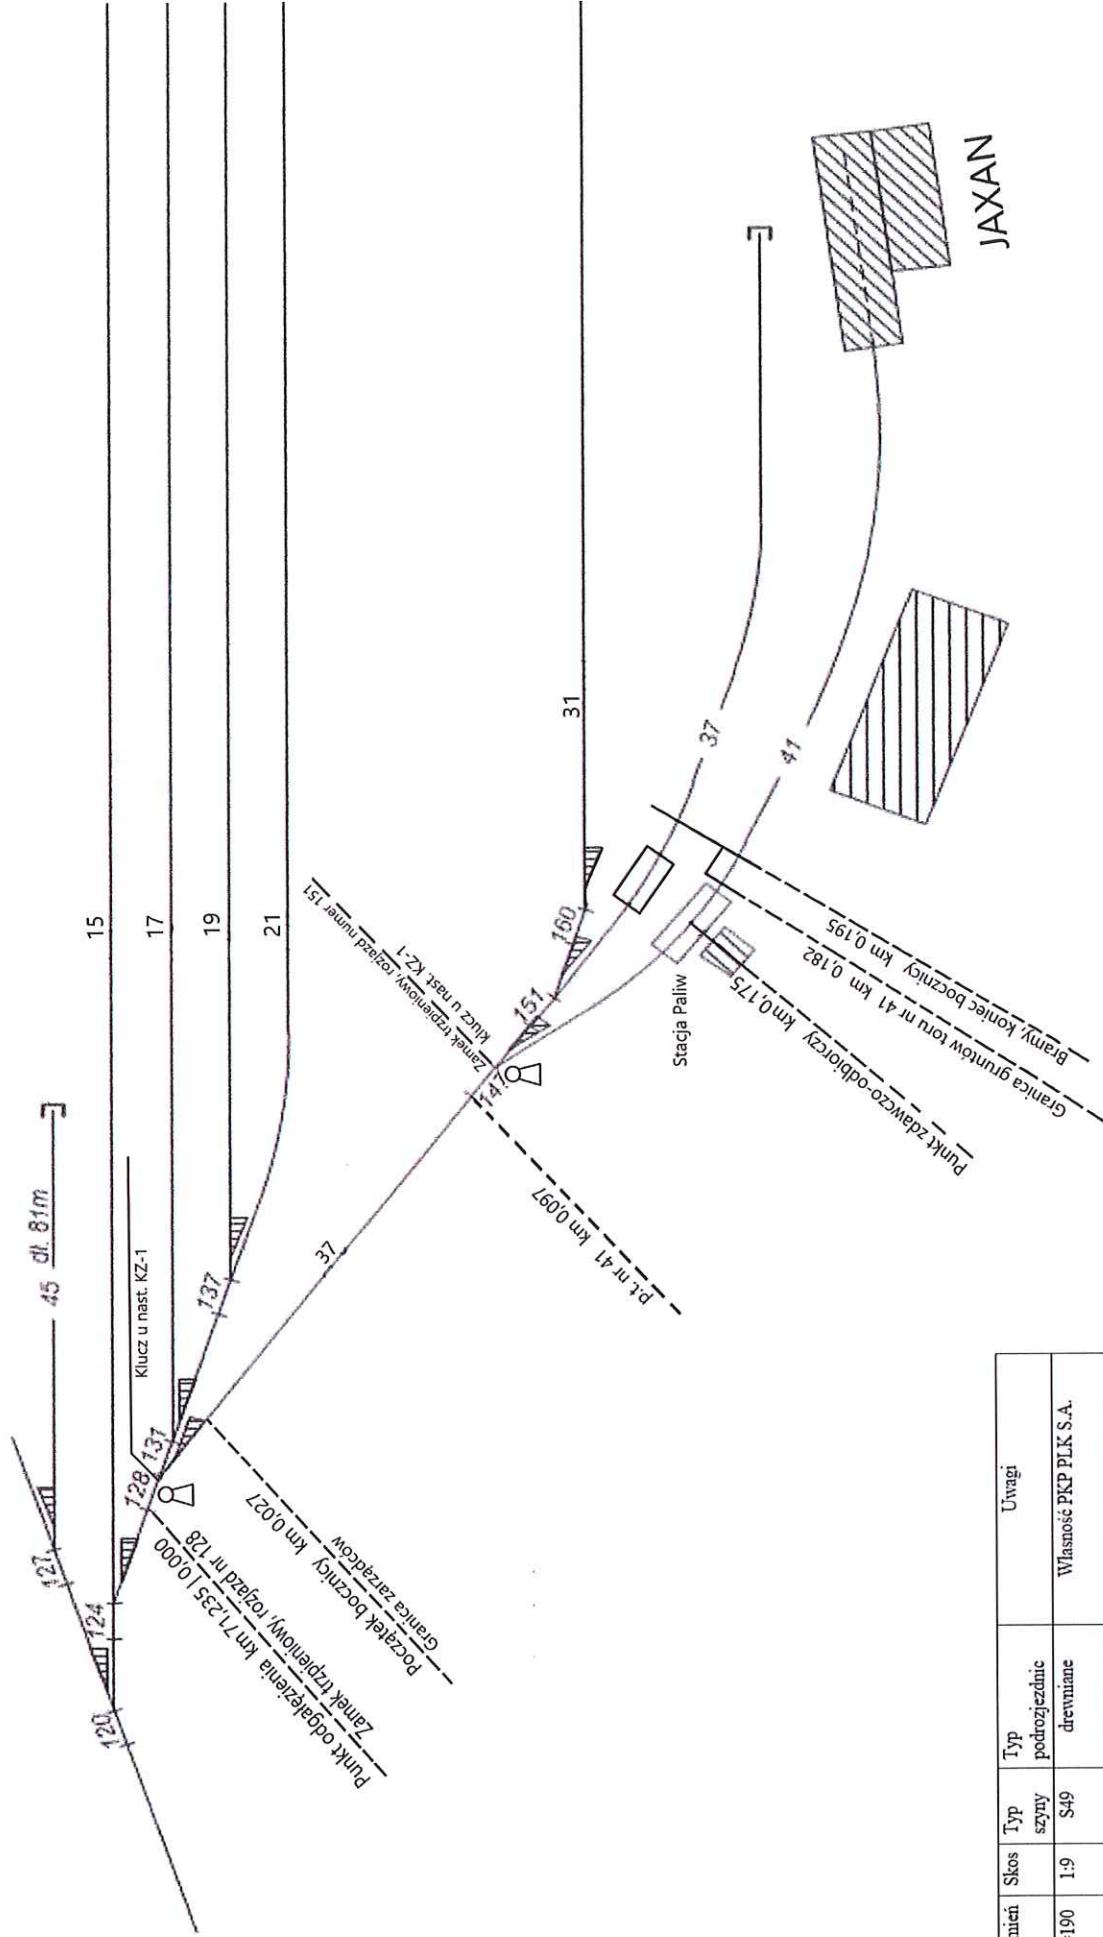 45 dł. 81m
127
120
124
15
17
19
21
Klucz u nast. KZ-1
128
131
137
Punkt odgałęzienia km 71,235 | 0,000
Zamek trzpieniowy, rozjazd nr 128
Początek bocznicy km 0,027
Granica zarządców
37
p.t. nr 41 km 0,097
147
Zamek trzpieniowy, rozjazd numer 151
Klucz u nast. KZ-1
151
160
31
Stacja Paliw
Punkt zdawczo-odbiorczy km0,175
Granica gruntów toru nr 41 km 0,182
Bramy, koniec bocznicy km 0,195
37
41
JAXAN
mień Skos Typ szyny Typ podrozjezdnic Uwagi
190 1:9 S49 drewniane Własność PKP PLK S.A.